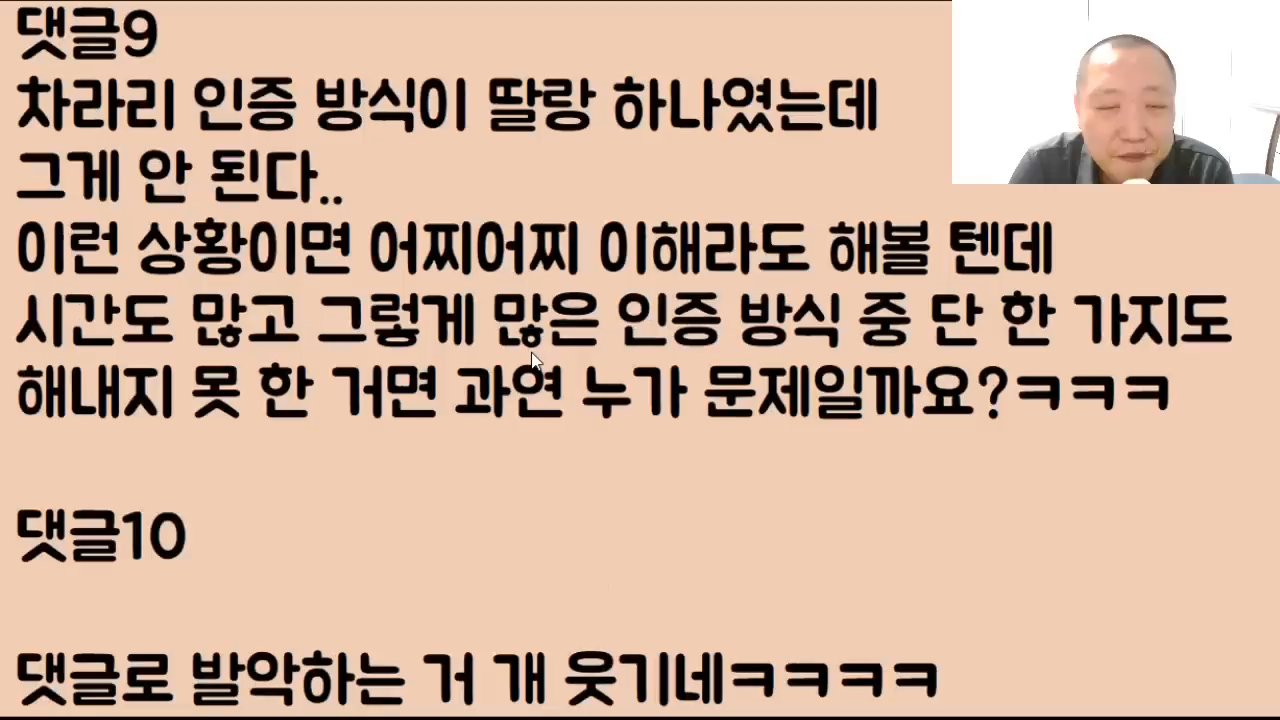 댓글9
차라리 인증 방식이 딸랑 하나였는데
그게 안 된다..
이런 상황이면 어찌어찌 이해라도 해볼 텐데
시간도 많고 그렇게 많은 인증 방식 중 단 한 가지도
해내지 못 한 거면 과연 누가 문제일까요?ㅋㅋㅋ
댓글10
댓글로 발악하는 거 개 웃기네ㅋㅋㅋㅋ